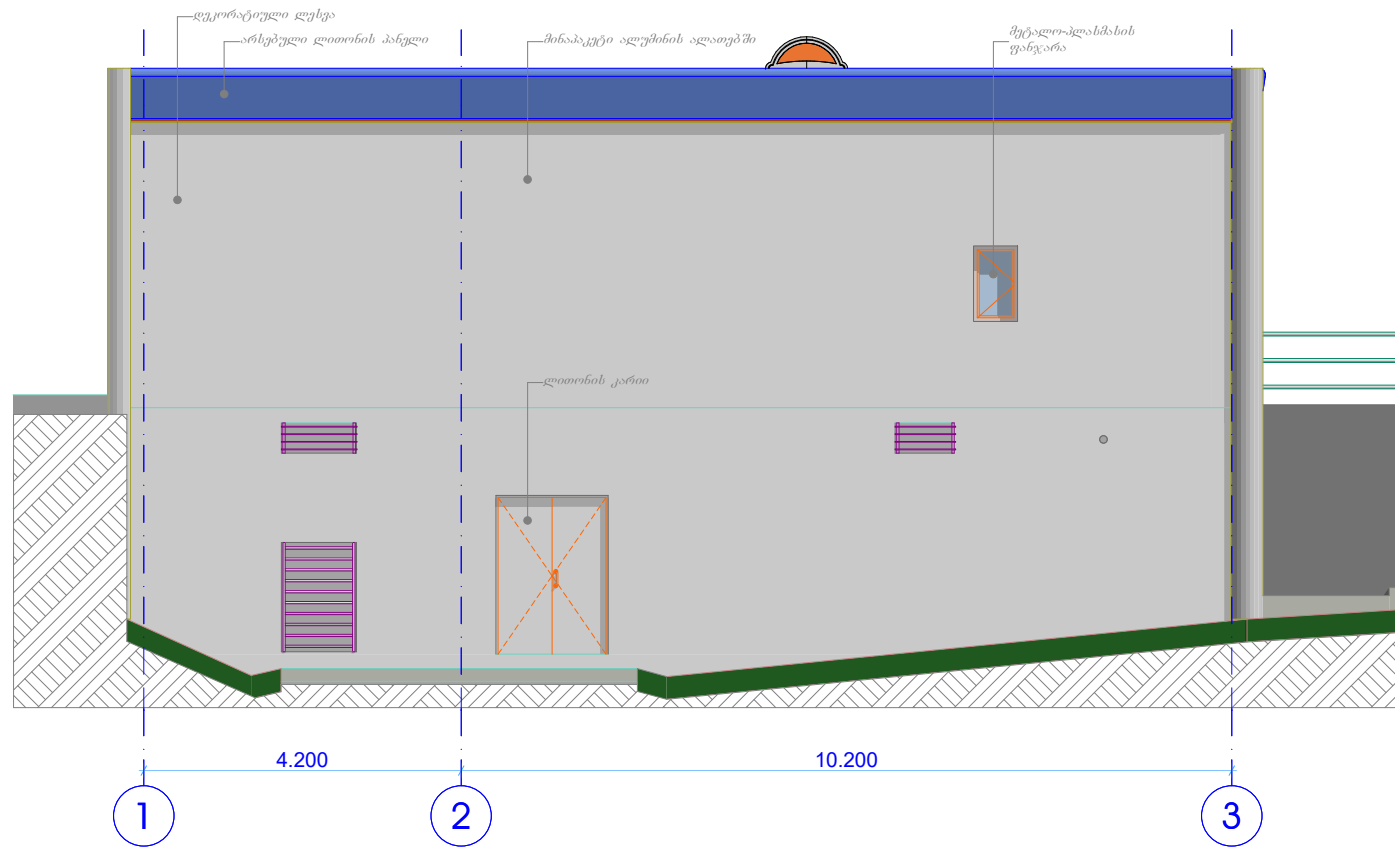 დეკორატიული ლესვა
არსებული ლითონის პანელი
მინაპაკეტი ალუმინის ალათებში
მეტალო-პლასმასის
ფანჯარა
ლითონის კარიი
4.200
10.200
1
2
3